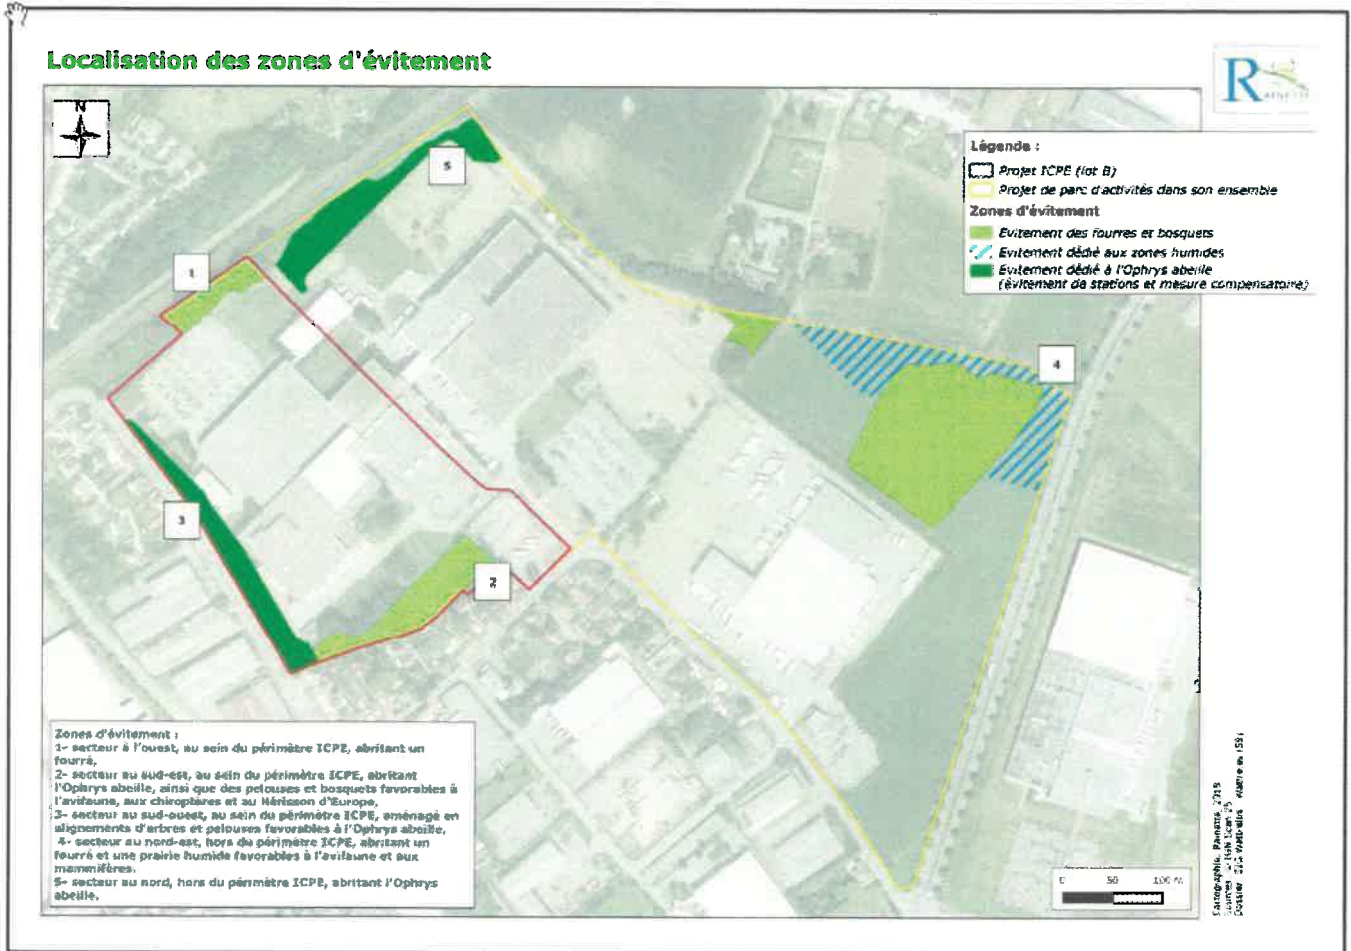 Localisation des zones d'évitement
R
N
Légende :
Projet ICPE (lot B)
Projet de parc d'activités dans son ensemble
Zones d'évitement
Evitement des fourres et bosquets
Evitement dédié aux zones humides
Evitement dédié à l'Ophrys abeille
(évitement de stations et mesure compensatoire)
5
1
4
3
2
Zones d'évitement :
1- secteur à l'ouest, au sein du périmètre ICPE, abritant un
fourré,
2- secteur au sud-est, au sein du périmètre ICPE, abritant
l'Ophrys abeille, ainsi que des pelouses et bosquets favorables à
l'avifaune, aux chiroptères et au Hérisson d'Europe,
3- secteur au sud-ouest, au sein du périmètre ICPE, aménagé en
alignements d'arbres et pelouses favorables à l'Ophrys abeille,
4- secteur au nord-est, hors du périmètre ICPE, abritant un
fourré et une prairie humide favorables à l'avifaune et aux
mammifères.
5- secteur au nord, hors du périmètre ICPE, abritant l'Ophrys
abeille.
0 50 100 m
Cartographie, Rainette, 2018
IGN Scan 25
Dossier